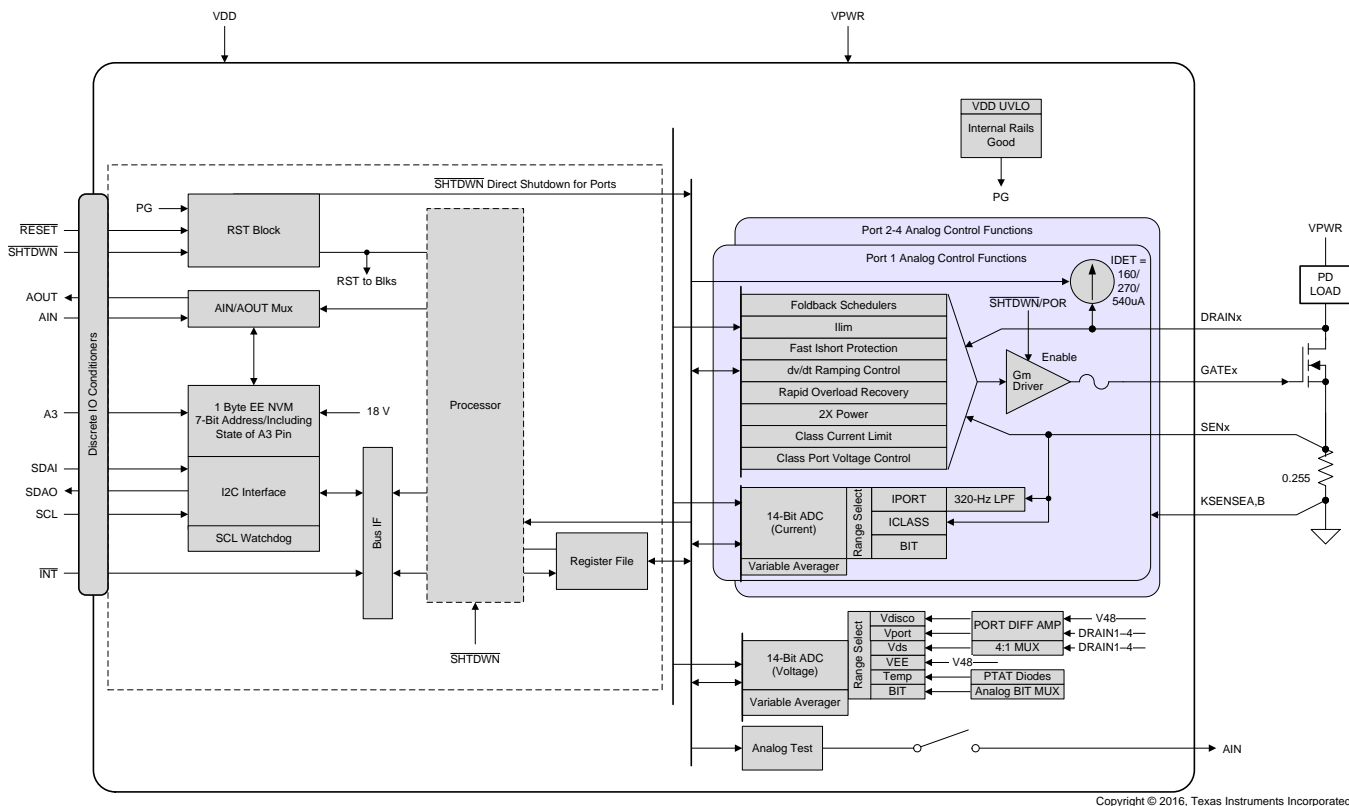 VDD
VPWR
VDD UVLO
Internal Rails
Good
PG
SHTDWN Direct Shutdown for Ports
PG
RESET
SHTDWN
RST Block
RST to Blks
AOUT
AIN
AIN/AOUT Mux
Discrete IO Conditioners
A3
1 Byte EE NVM
7-Bit Address/Including
State of A3 Pin
18 V
Processor
SDAI
SDAO
SCL
I2C Interface
SCL Watchdog
Bus IF
INT
Register File
SHTDWN
Port 2-4 Analog Control Functions
Port 1 Analog Control Functions
IDET =
160/
270/
540uA
Foldback Schedulers
Ilim
Fast Ishort Protection
dv/dt Ramping Control
Rapid Overload Recovery
2X Power
Class Current Limit
Class Port Voltage Control
SHTDWN/POR
Enable
Gm
Driver
VPWR
PD
LOAD
DRAINx
GATEx
SENx
0.255
KSENSEA,B
14-Bit ADC
(Current)
Variable Averager
Range Select
IPORT
320-Hz LPF
ICLASS
BIT
14-Bit ADC
(Voltage)
Variable Averager
Range Select
Vdisco
Vport
Vds
VEE
Temp
BIT
PORT DIFF AMP
4:1 MUX
V48
DRAIN1–4
DRAIN1–4
V48
PTAT Diodes
Analog BIT MUX
Analog Test
AIN
Copyright © 2016, Texas Instruments Incorporated